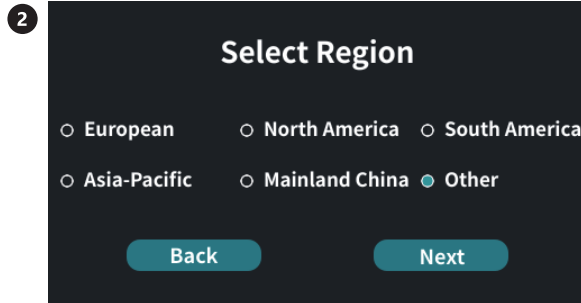 2
Select Region
European North America South America
Asia-Pacific Mainland China Other
Back Next